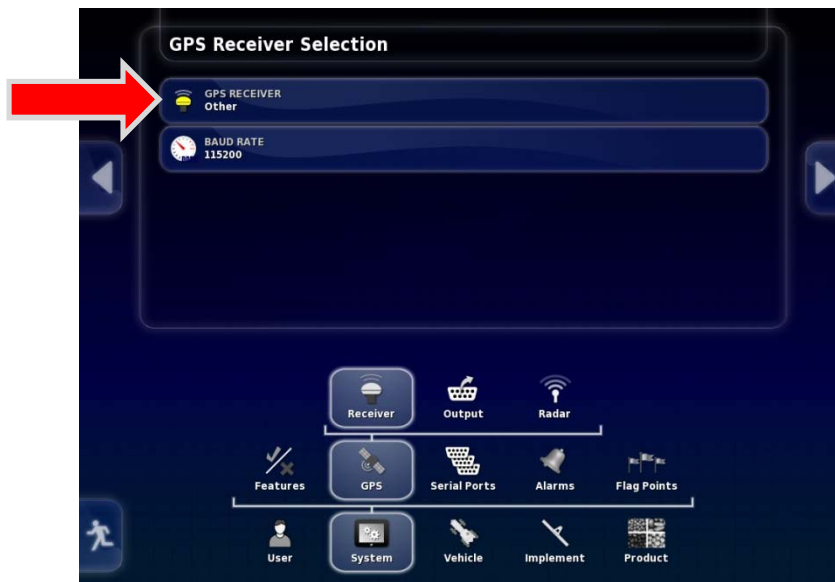 GPS Receiver Selection
GPS RECEIVER
Other
BAUD RATE
115200
Receiver
Output
Radar
Features
GPS
Serial Ports
Alarms
Flag Points
User
System
Vehicle
Implement
Product